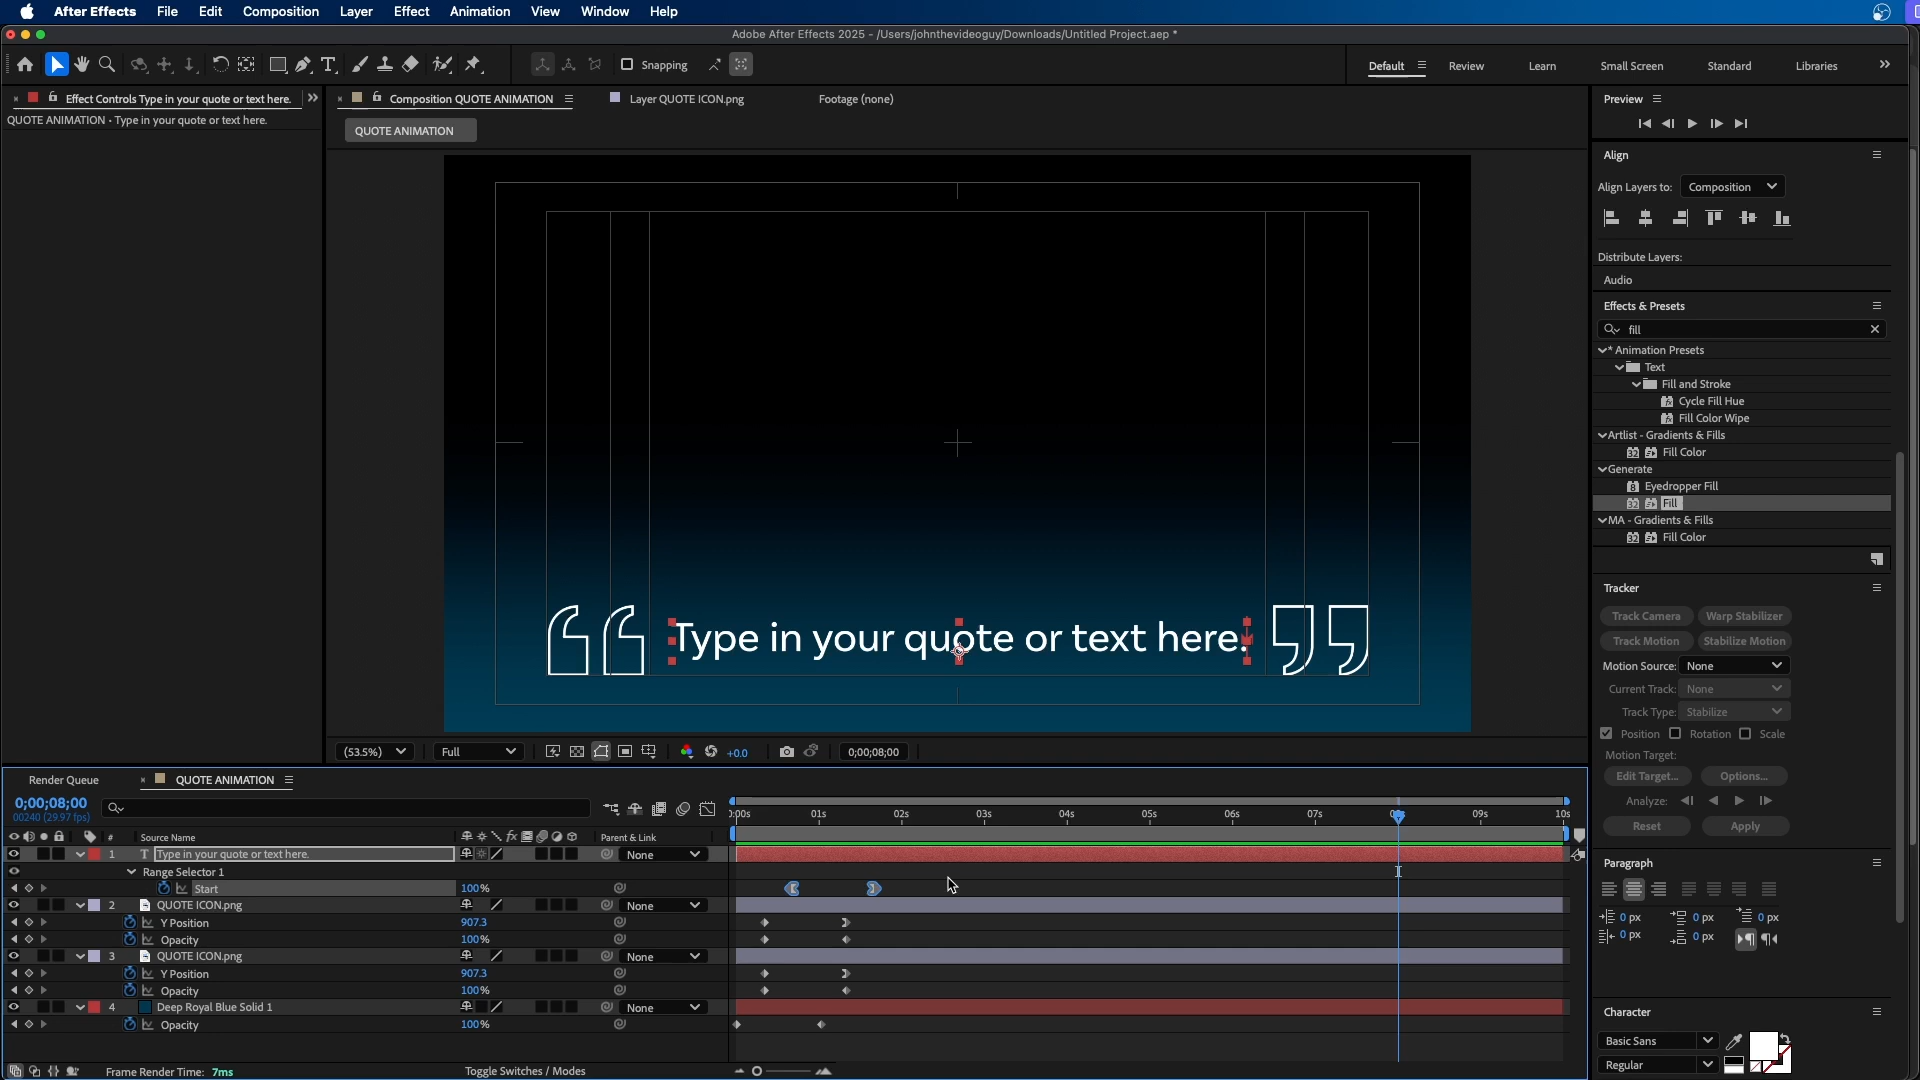 After Effects File Edit Composition Layer Effect Animation View Window Help
Adobe After Effects 2025 - /Users/johnthevideoguy/Downloads/Untitled Project.aep *
Snapping
Default Review Learn Small Screen Standard Libraries
Effect Controls Type in your quote or text here.
Composition QUOTE ANIMATION
Layer QUOTE ICON.png
Footage (none)
Preview
QUOTE ANIMATION • Type in your quote or text here.
QUOTE ANIMATION
Align
Align Layers to: Composition
Distribute Layers:
Audio
Effects & Presets
fill
* Animation Presets
Text
Fill and Stroke
Cycle Fill Hue
Fill Color Wipe
Artlist - Gradients & Fills
Fill Color
Generate
Eyedropper Fill
Fill
MA - Gradients & Fills
Fill Color
Tracker
Track Camera Warp Stabilizer
Track Motion Stabilize Motion
Motion Source: None
Current Track: None
Track Type: Stabilize
Position Rotation Scale
Motion Target:
Edit Target... Options...
Analyze:
Reset Apply
“ Type in your quote or text here. ”
(53.5%) Full +0.0 0;00;08;00
Render Queue
QUOTE ANIMATION
0;00;08;00
00240 (29.97 fps)
01s 02s 03s 04s 05s 06s 07s 09s 10s
# Source Name fx Parent & Link
1 T Type in your quote or text here. None
Range Selector 1
Start 100%
2 QUOTE ICON.png None
Y Position 907.3
Opacity 100%
3 QUOTE ICON.png None
Y Position 907.3
Opacity 100%
4 Deep Royal Blue Solid 1 None
Opacity 100%
Frame Render Time: 7ms
Toggle Switches / Modes
Paragraph
0 px 0 px 0 px
0 px 0 px
Character
Basic Sans
Regular